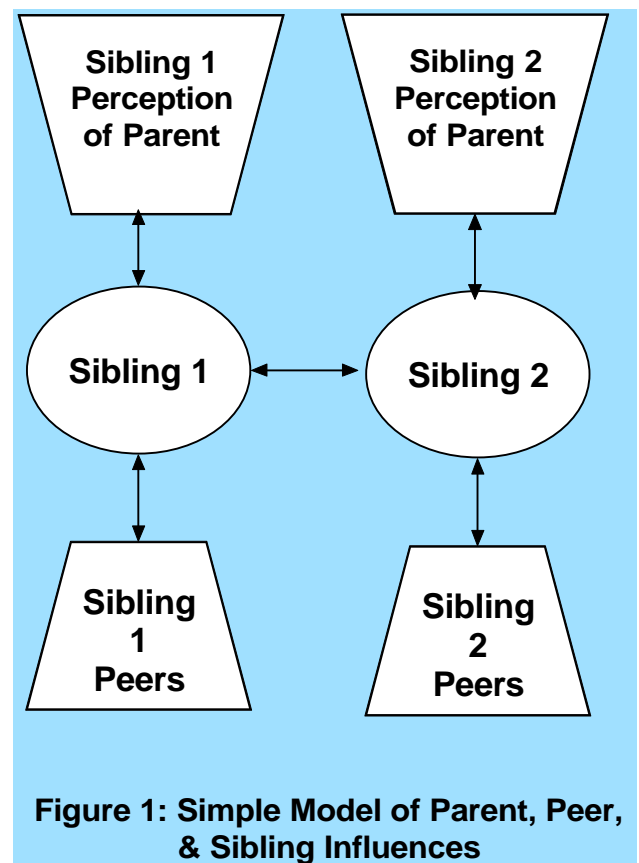 Sibling 1
Perception
of Parent
Sibling 2
Perception
of Parent
Sibling 1
Sibling 2
Sibling
1
Peers
Sibling
2
Peers
Figure 1: Simple Model of Parent, Peer,
& Sibling Influences